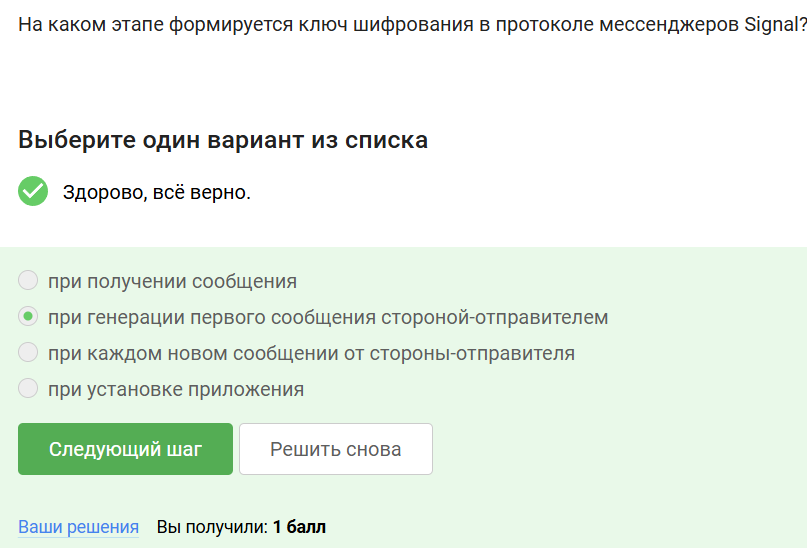 На каком этапе формируется ключ шифрования в протоколе мессенджеров Signal?
Выберите один вариант из списка
Здорово, всё верно.
при получении сообщения
при генерации первого сообщения стороной-отправителем
при каждом новом сообщении от стороны-отправителя
при установке приложения
Следующий шаг Решить снова
Ваши решения Вы получили: 1 балл